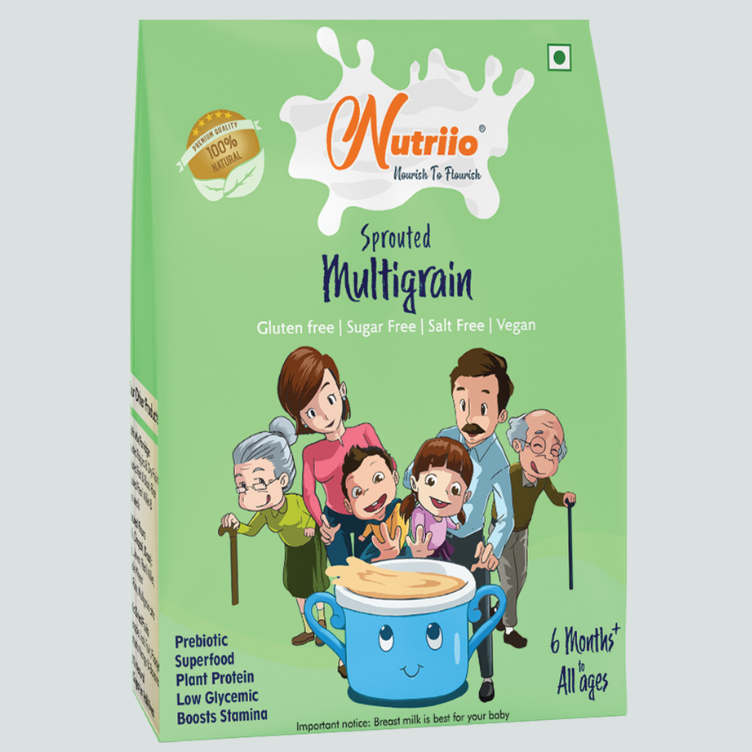 PREMIUM QUALITY
100%
NATURAL
Nutriio®
Nourish To Flourish
Sprouted
Multigrain
Gluten free | Sugar Free | Salt Free | Vegan
Prebiotic
Superfood
Plant Protein
Low Glycemic
Boosts Stamina
6 Months+
to
All ages
Important notice: Breast milk is best for your baby